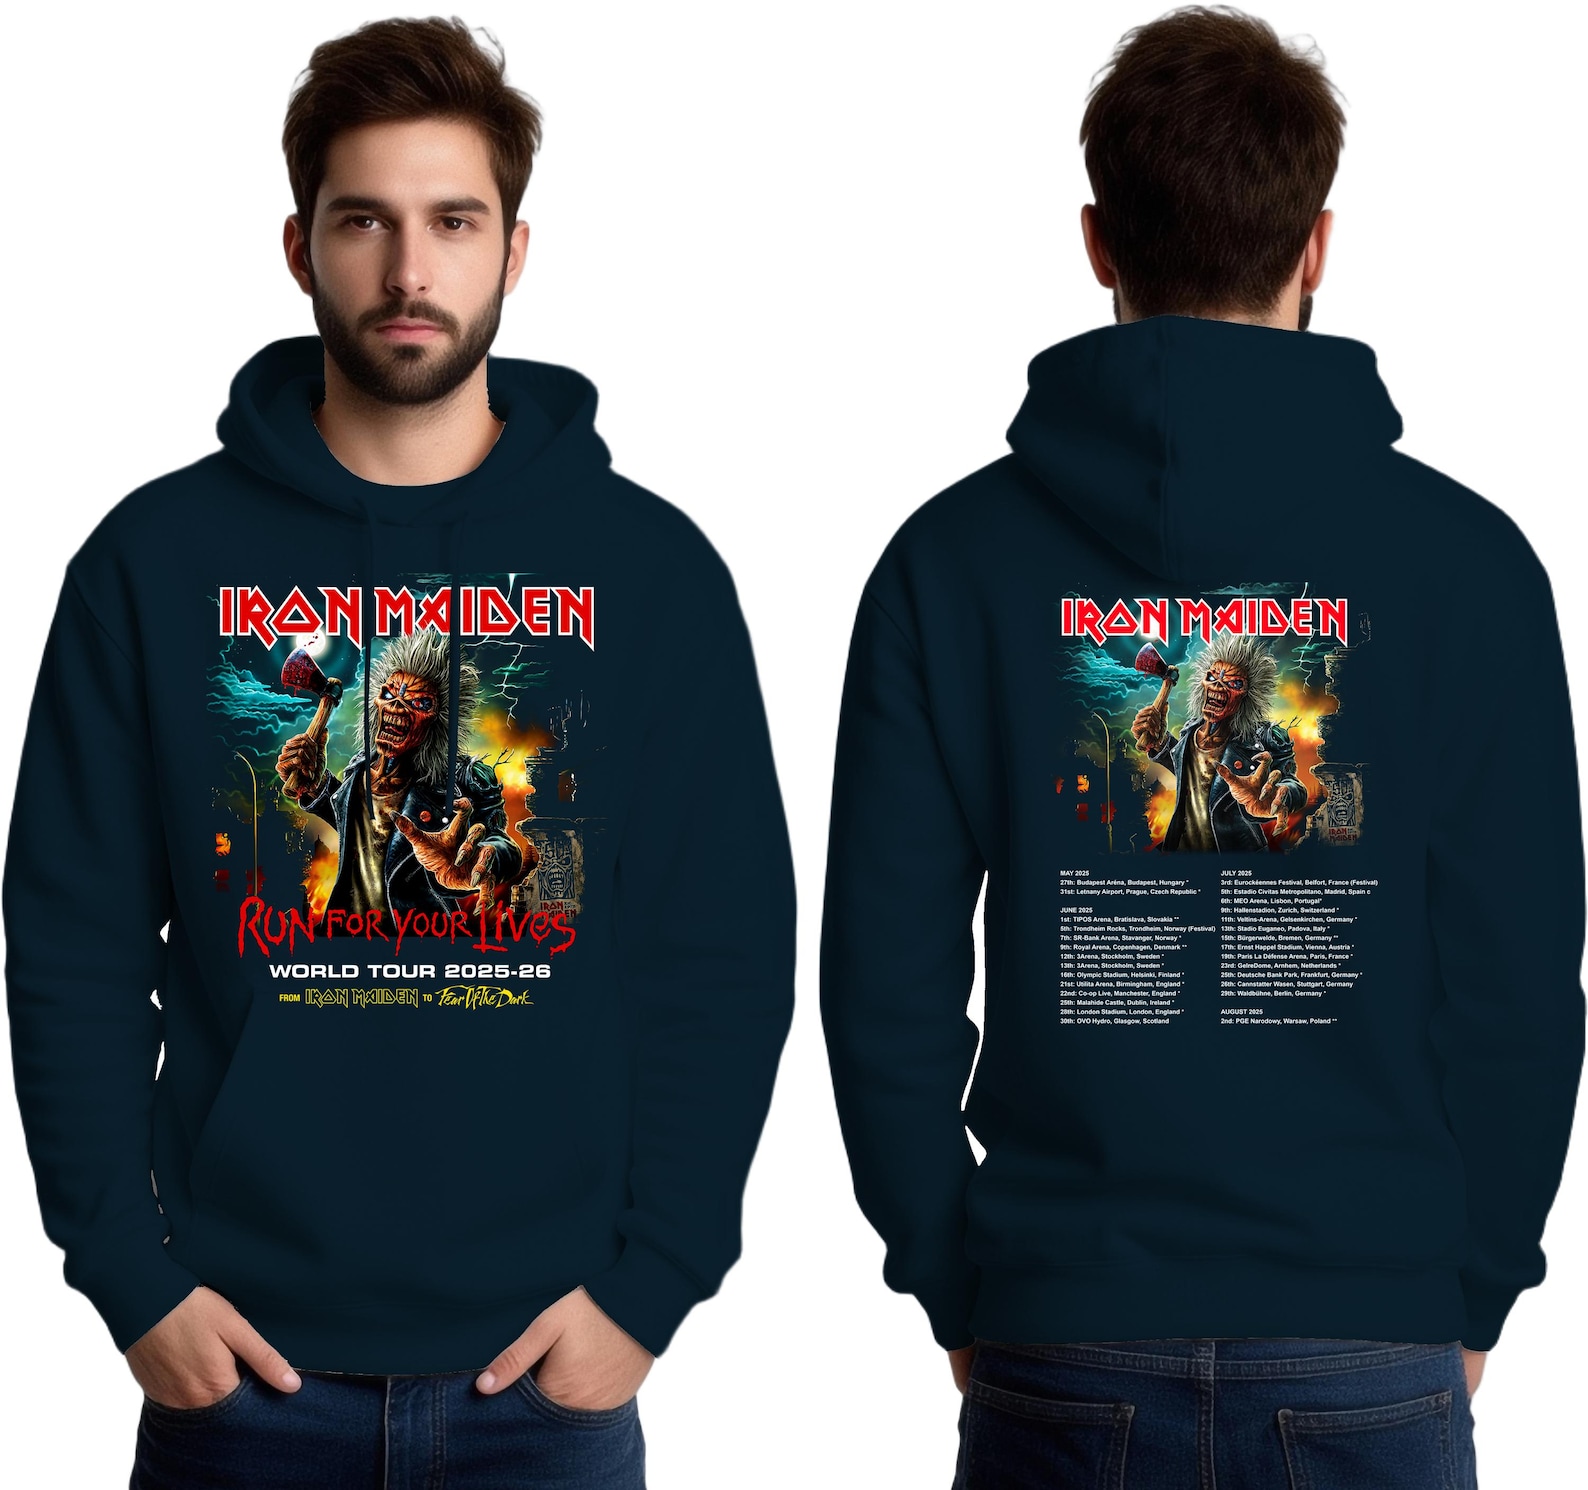 IRON MAIDEN
RUN FOR YOUR LIVES
WORLD TOUR 2025-26
FROM IRON MAIDEN TO Fear Of The Dark
IRON
MAIDEN
IRON MAIDEN
IRON
MAIDEN
MAY 2025
27th: Budapest Aréna, Budapest, Hungary *
31st: Letnany Airport, Prague, Czech Republic *
JUNE 2025
1st: TIPOS Arena, Bratislava, Slovakia **
5th: Trondheim Rocks, Trondheim, Norway (Festival)
7th: SR-Bank Arena, Stavanger, Norway *
9th: Royal Arena, Copenhagen, Denmark **
12th: 3Arena, Stockholm, Sweden *
13th: 3Arena, Stockholm, Sweden *
16th: Olympic Stadium, Helsinki, Finland *
21st: Utilita Arena, Birmingham, England *
22nd: Co-op Live, Manchester, England *
25th: Malahide Castle, Dublin, Ireland *
28th: London Stadium, London, England *
30th: OVO Hydro, Glasgow, Scotland
JULY 2025
3rd: Eurockéennes Festival, Belfort, France (Festival)
5th: Estadio Cívitas Metropolitano, Madrid, Spain c
6th: MEO Arena, Lisbon, Portugal*
9th: Hallenstadion, Zurich, Switzerland *
11th: Veltins-Arena, Gelsenkirchen, Germany *
13th: Stadio Euganeo, Padova, Italy *
15th: Bürgerweide, Bremen, Germany **
17th: Ernst Happel Stadium, Vienna, Austria *
19th: Paris La Défense Arena, Paris, France *
23rd: GelreDome, Arnhem, Netherlands *
25th: Deutsche Bank Park, Frankfurt, Germany *
26th: Cannstatter Wasen, Stuttgart, Germany
29th: Waldbühne, Berlin, Germany *
AUGUST 2025
2nd: PGE Narodowy, Warsaw, Poland **